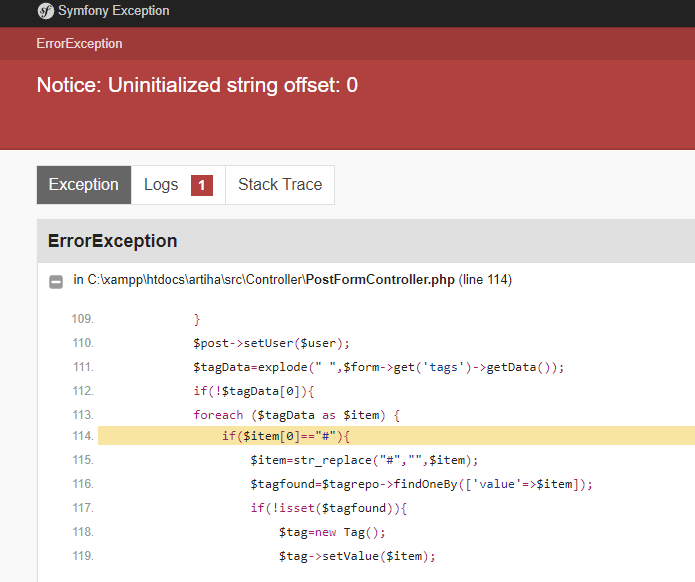 sf Symfony Exception
ErrorException
Notice: Uninitialized string offset: 0
Exception Logs 1 Stack Trace
ErrorException
in C:\xampp\htdocs\artiha\src\Controller\PostFormController.php (line 114)
109. }
110. $post->setUser($user);
111. $tagData=explode(" ",$form->get('tags')->getData());
112. if(!$tagData[0]){
113. foreach ($tagData as $item) {
114. if($item[0]=="#"){
115. $item=str_replace("#","",$item);
116. $tagfound=$tagrepo->findOneBy(['value'=>$item]);
117. if(!isset($tagfound)){
118. $tag=new Tag();
119. $tag->setValue($item);